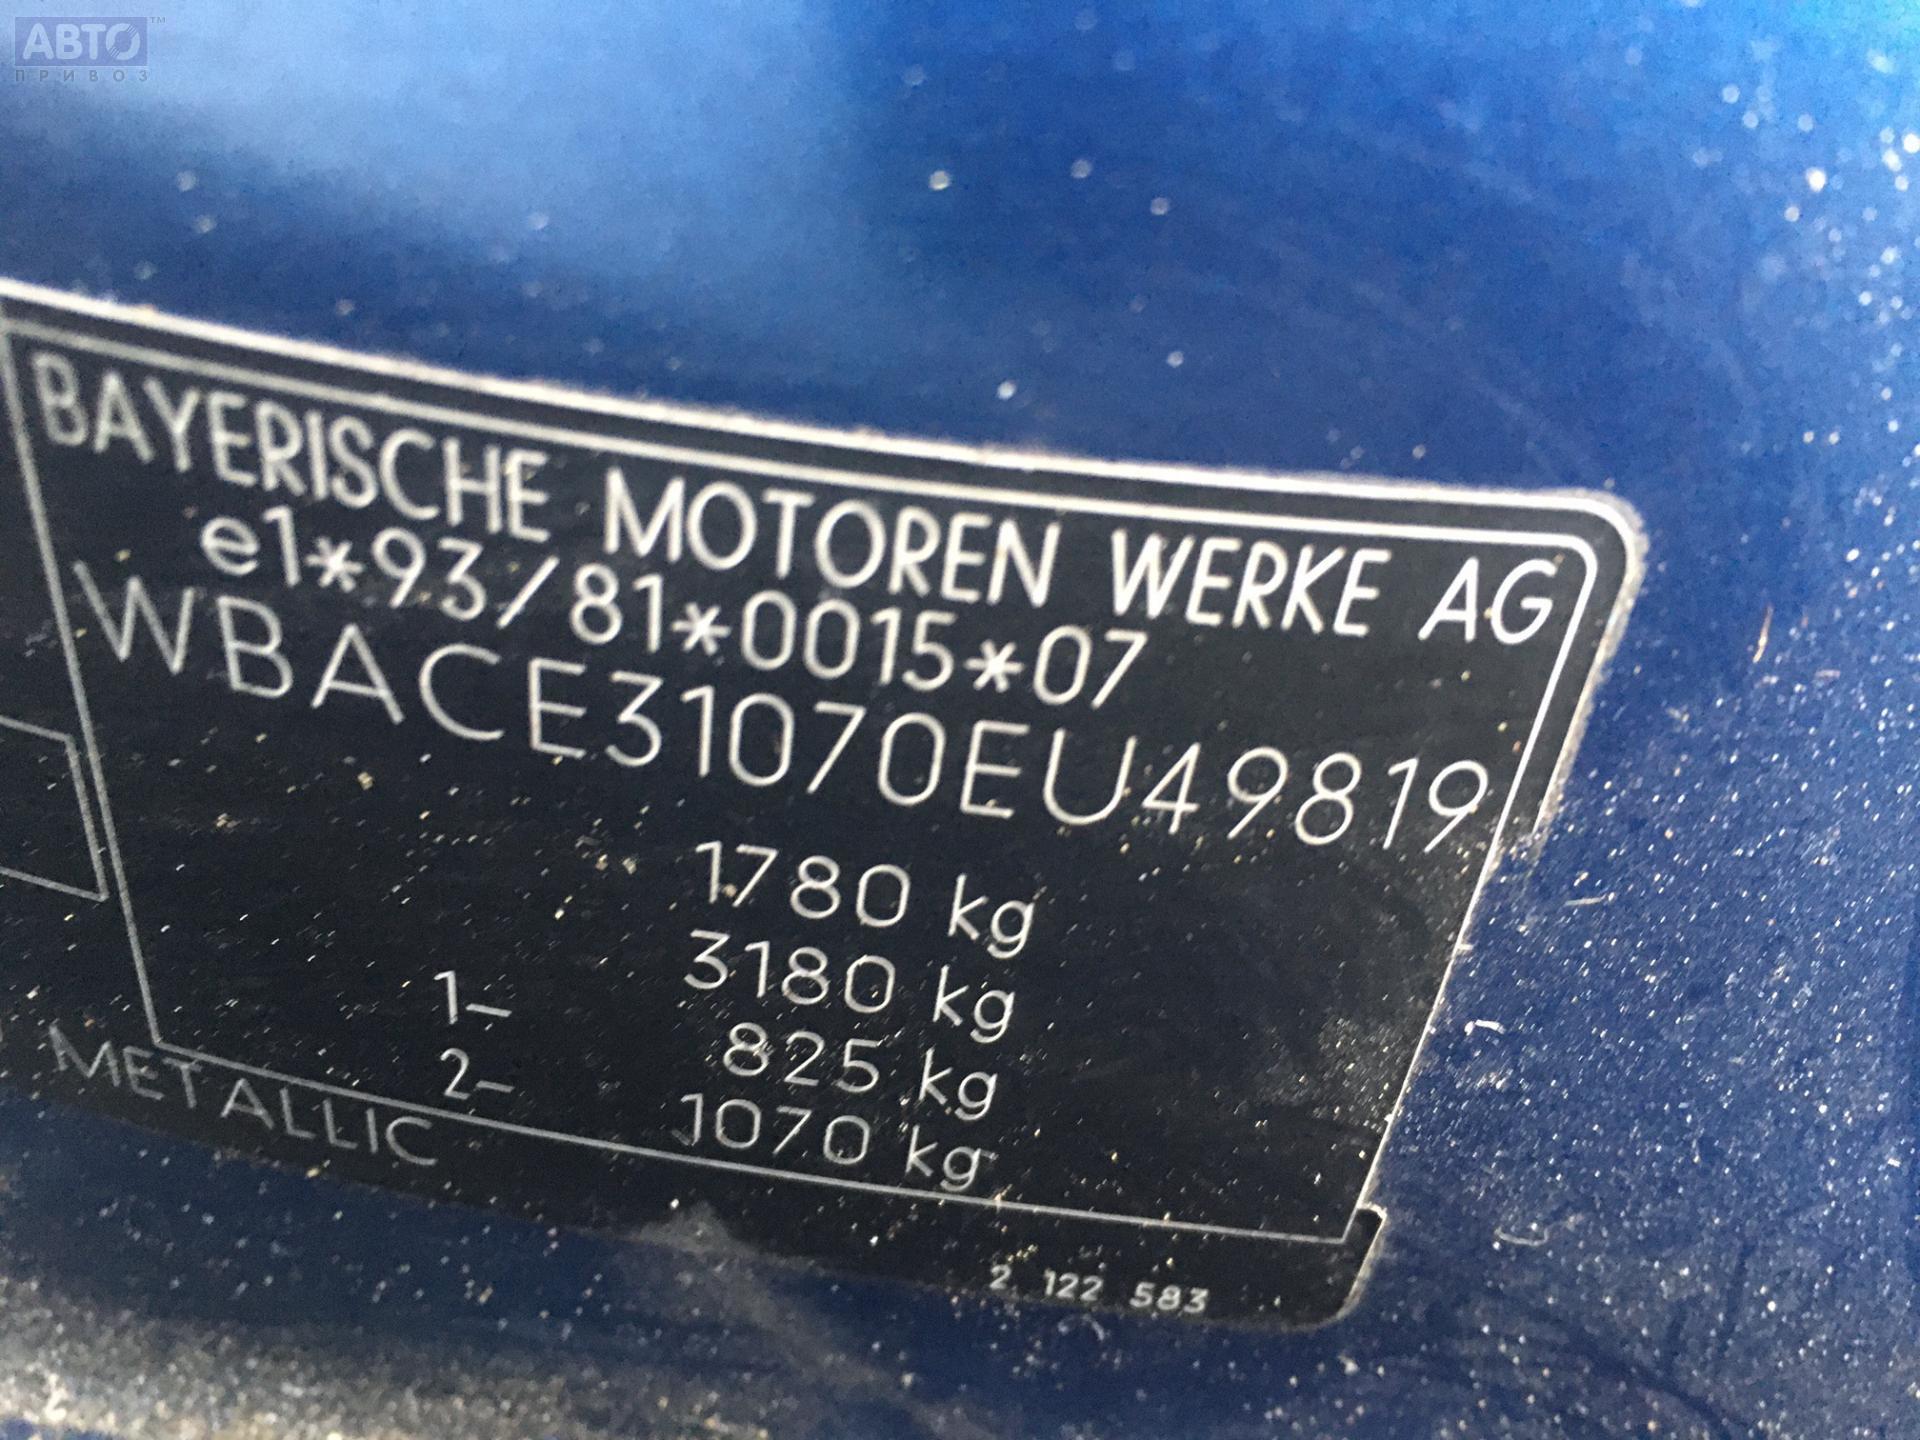 АВТО™
ПРИВОЗ
BAYERISCHE MOTOREN WERKE AG
e1*93/81*0015*07
WBACE31070EU49819
1780 kg
3180 kg
1- 825 kg
2- 1070 kg
METALLIC
2 122 583